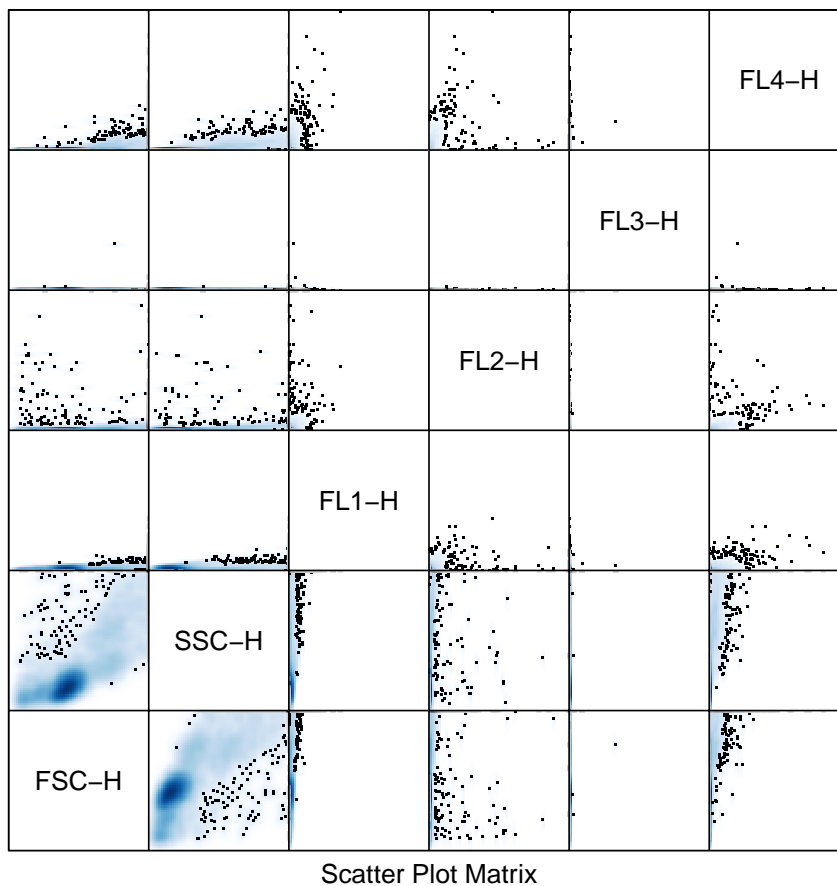 FL4−H
FL3−H
FL2−H
FL1−H
SSC−H
FSC−H
Scatter Plot Matrix